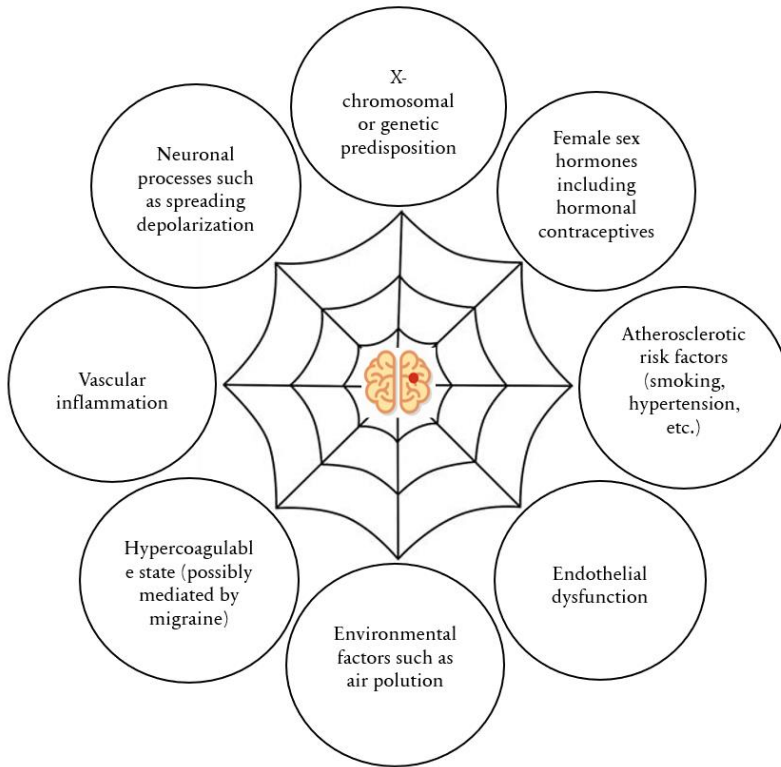 X-
chromosomal
or genetic
predisposition
Female sex
hormones
including
hormonal
contraceptives
Atherosclerotic
risk factors
(smoking,
hypertension,
etc.)
Endothelial
dysfunction
Environmental
factors such as
air polution
Hypercoagulabl
e state (possibly
mediated by
migraine)
Vascular
inflammation
Neuronal
processes such
as spreading
depolarization